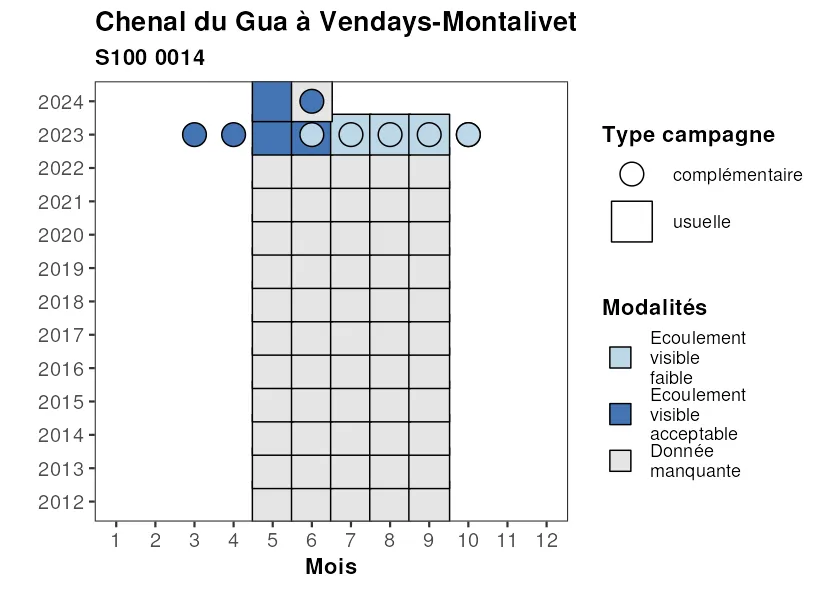 Chenal du Gua à Vendays-Montalivet
S100 0014
2024
2023
2022
2021
2020
2019
2018
2017
2016
2015
2014
2013
2012
1 2 3 4 5 6 7 8 9 10 11 12
Mois
Type campagne
complémentaire
usuelle
Modalités
Ecoulement
visible
faible
Ecoulement
visible
acceptable
Donnée
manquante